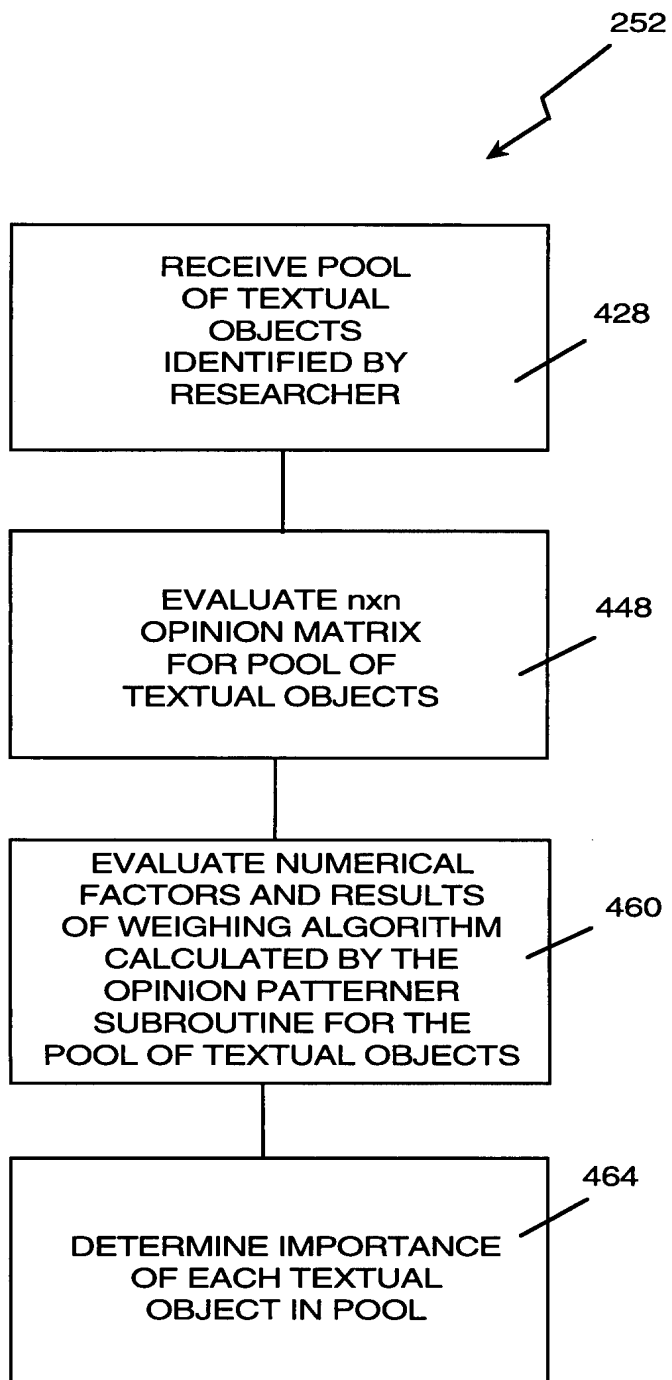 252
RECEIVE POOL
OF TEXTUAL
OBJECTS
IDENTIFIED BY
RESEARCHER
428
EVALUATE nxn
OPINION MATRIX
FOR POOL OF
TEXTUAL OBJECTS
448
EVALUATE NUMERICAL
FACTORS AND RESULTS
OF WEIGHING ALGORITHM
CALCULATED BY THE
OPINION PATTERNER
SUBROUTINE FOR THE
POOL OF TEXTUAL OBJECTS
460
DETERMINE IMPORTANCE
OF EACH TEXTUAL
OBJECT IN POOL
464